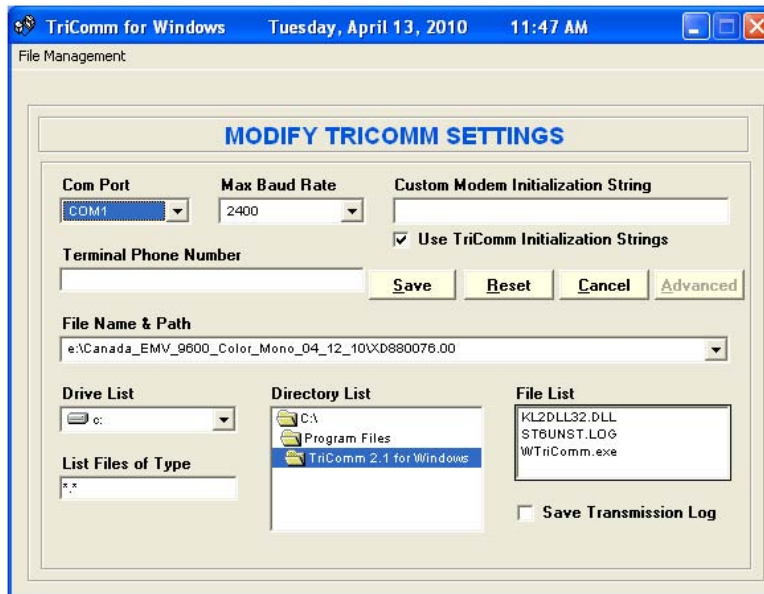 TriComm for Windows Tuesday, April 13, 2010 11:47 AM
File Management
MODIFY TRICOMM SETTINGS
Com Port Max Baud Rate Custom Modem Initialization String
COM1 2400
Use TriComm Initialization Strings
Terminal Phone Number
Save Reset Cancel Advanced
File Name & Path
e:\Canada_EMV_9600_Color_Mono_04_12_10\XD880076.00
Drive List Directory List File List
c: C:\ KL2DLL32.DLL
Program Files ST6UNST.LOG
TriComm 2.1 for Windows WTriComm.exe
List Files of Type
*.*
Save Transmission Log